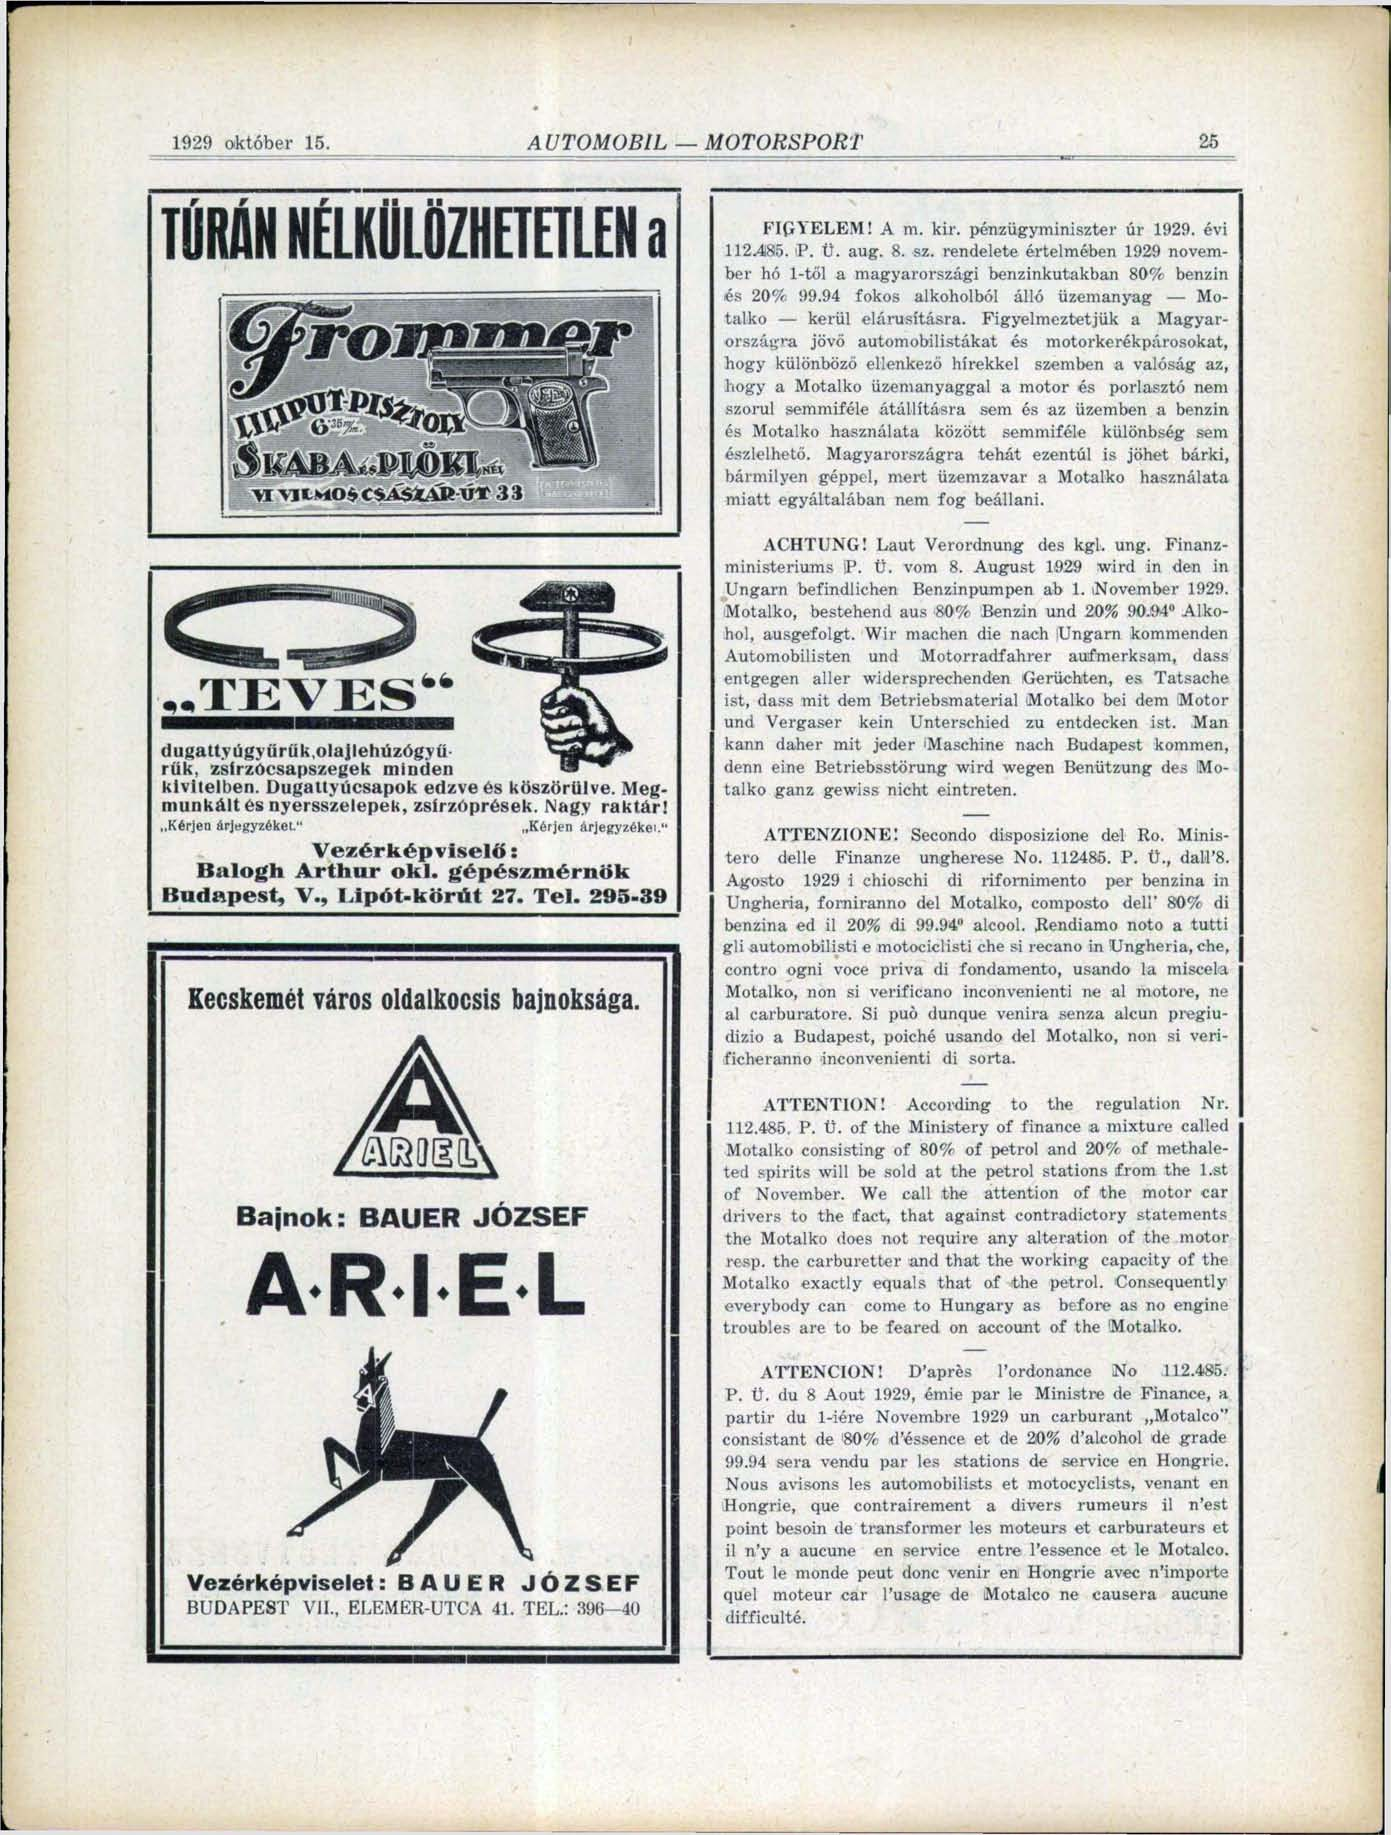 1929 október 15.
AUTOMOBIL — MOTORSPORT
25
TÚRÁN NÉLKÜLÖZHETETLEN a
Frommer
LILIPUT-PISZTOLY
6·35 m/m.
SKABA ÉS PLÖKL NÉL
VI VILMOS CSÁSZÁR-ÚT 33
„TEVES“
dugattyúgyűrűk,olajlehúzógyű-
rűk, zsírzócsapszegek minden
kivitelben. Dugattyúcsapok edzve és köszörülve. Meg-
munkált és nyersszelepek, zsírzóprések. Nagy raktár!
„Kérjen árjegyzéket.“ „Kérjen árjegyzéket.“
Vezérképviselő:
Balogh Arthur okl. gépészmérnök
Budapest, V., Lipót-körút 27. Tel. 295-39
Kecskemét város oldalkocsis bajnoksága.
A
ARIEL
Bajnok: BAUER JÓZSEF
A·R·I·E·L
A
Vezérképviselet: BAUER JÓZSEF
BUDAPEST VII., ELEMÉR-UTCA 41. TEL.: 396—40
FIGYELEM! A m. kir. pénzügyminiszter úr 1929. évi
112.485. P. Ü. aug. 8. sz. rendelete értelmében 1929 novem-
ber hó 1-től a magyarországi benzinkutakban 80% benzin
és 20% 99.94 fokos alkoholból álló üzemanyag — Mo-
talko — kerül elárusításra. Figyelmeztetjük a Magyar-
országra jövő automobilistákat és motorkerékpárosokat,
hogy különböző ellenkező hírekkel szemben a valóság az,
hogy a Motalko üzemanyaggal a motor és porlasztó nem
szorul semmiféle átállításra sem és az üzemben a benzin
és Motalko használata között semmiféle különbség sem
észlelhető. Magyarországra tehát ezentúl is jöhet bárki,
bármilyen géppel, mert üzemzavar a Motalko használata
miatt egyáltalában nem fog beállani.
ACHTUNG! Laut Verordnung des kgl. ung. Finanz-
ministeriums P. Ü. vom 8. August 1929 wird in den in
Ungarn befindlichen Benzinpumpen ab 1. November 1929.
Motalko, bestehend aus 80% Benzin und 20% 90.94° Alko-
hol, ausgefolgt. Wir machen die nach Ungarn kommenden
Automobilisten und Motorradfahrer aufmerksam, dass
entgegen aller widersprechenden Gerüchten, es Tatsache
ist, dass mit dem Betriebsmaterial Motalko bei dem Motor
und Vergaser kein Unterschied zu entdecken ist. Man
kann daher mit jeder Maschine nach Budapest kommen,
denn eine Betriebsstörung wird wegen Benützung des Mo-
talko ganz gewiss nicht eintreten.
ATTENZIONE! Secondo disposizione del Ro. Minis-
tero delle Finanze ungherese No. 112485. P. Ü., dall'8.
Agosto 1929 i chioschi di rifornimento per benzina in
Ungheria, forniranno del Motalko, composto dell' 80% di
benzina ed il 20% di 99.94° alcool. Rendiamo noto a tutti
gli automobilisti e motociclisti che si recano in Ungheria, che,
contro ogni voce priva di fondamento, usando la miscela
Motalko, non si verificano inconvenienti ne al motore, ne
al carburatore. Si può dunque venira senza alcun pregiu-
dizio a Budapest, poiché usando del Motalko, non si veri-
ficheranno inconvenienti di sorta.
ATTENTION! According to the regulation Nr.
112.485. P. Ü. of the Ministery of finance a mixture called
Motalko consisting of 80% of petrol and 20% of methale-
ted spirits will be sold at the petrol stations from the 1.st
of November. We call the attention of the motor car
drivers to the fact, that against contradictory statements
the Motalko does not require any alteration of the motor
resp. the carburetter and that the working capacity of the
Motalko exactly equals that of the petrol. Consequently
everybody can come to Hungary as before as no engine
troubles are to be feared on account of the Motalko.
ATTENCION! D'après l'ordonance No 112.485.
P. Ü. du 8 Aout 1929, émie par le Ministre de Finance, a
partir du 1-iére Novembre 1929 un carburant „Motalco”
consistant de 80% d'éssence et de 20% d'alcohol de grade
99.94 sera vendu par les stations de service en Hongrie.
Nous avisons les automobilists et motocyclists, venant en
Hongrie, que contrairement a divers rumeurs il n'est
point besoin de transformer les moteurs et carburateurs et
il n'y a aucune en service entre l'essence et le Motalco.
Tout le monde peut donc venir en Hongrie avec n'importe
quel moteur car l'usage de Motalco ne causera aucune
difficulté.